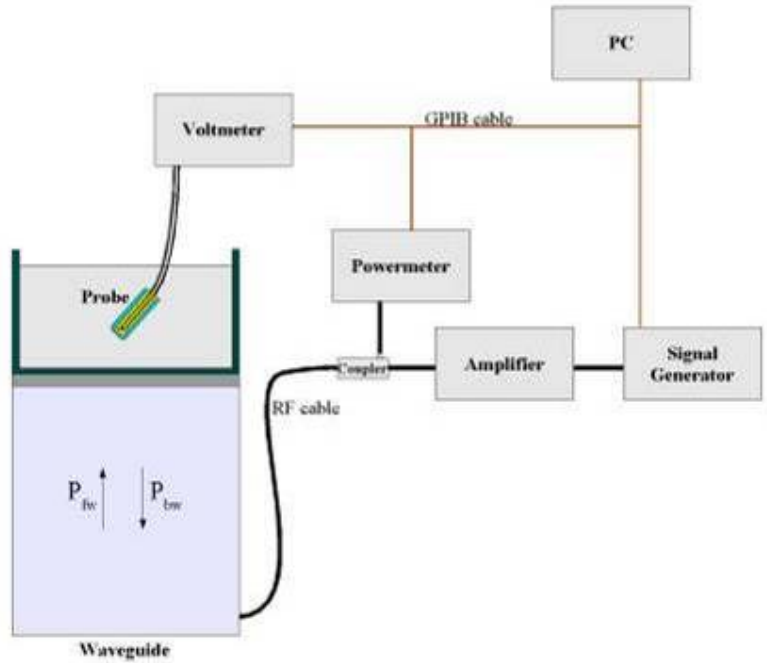 PC
GPIB cable
Voltmeter
Powermeter
Probe
Coupler
Amplifier
Signal
Generator
RF cable
P fw
P bw
Waveguide